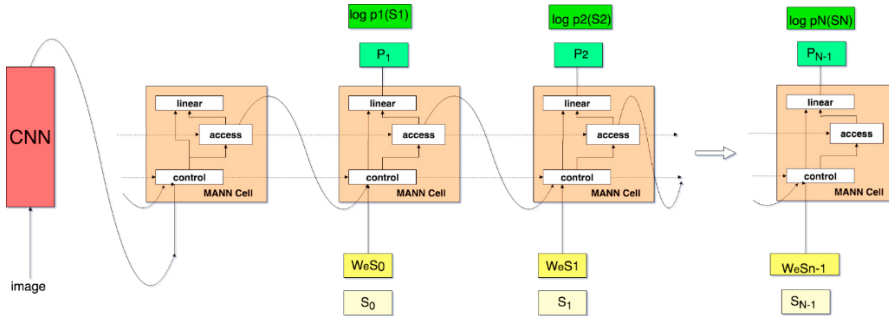 log p1(S1)
log p2(S2)
log pN(SN)
P1
P2
PN-1
CNN
linear
access
control
MANN Cell
linear
access
control
MANN Cell
linear
access
control
MANN Cell
linear
access
control
MANN Cell
WeS0
WeS1
WeSn-1
image
S0
S1
SN-1